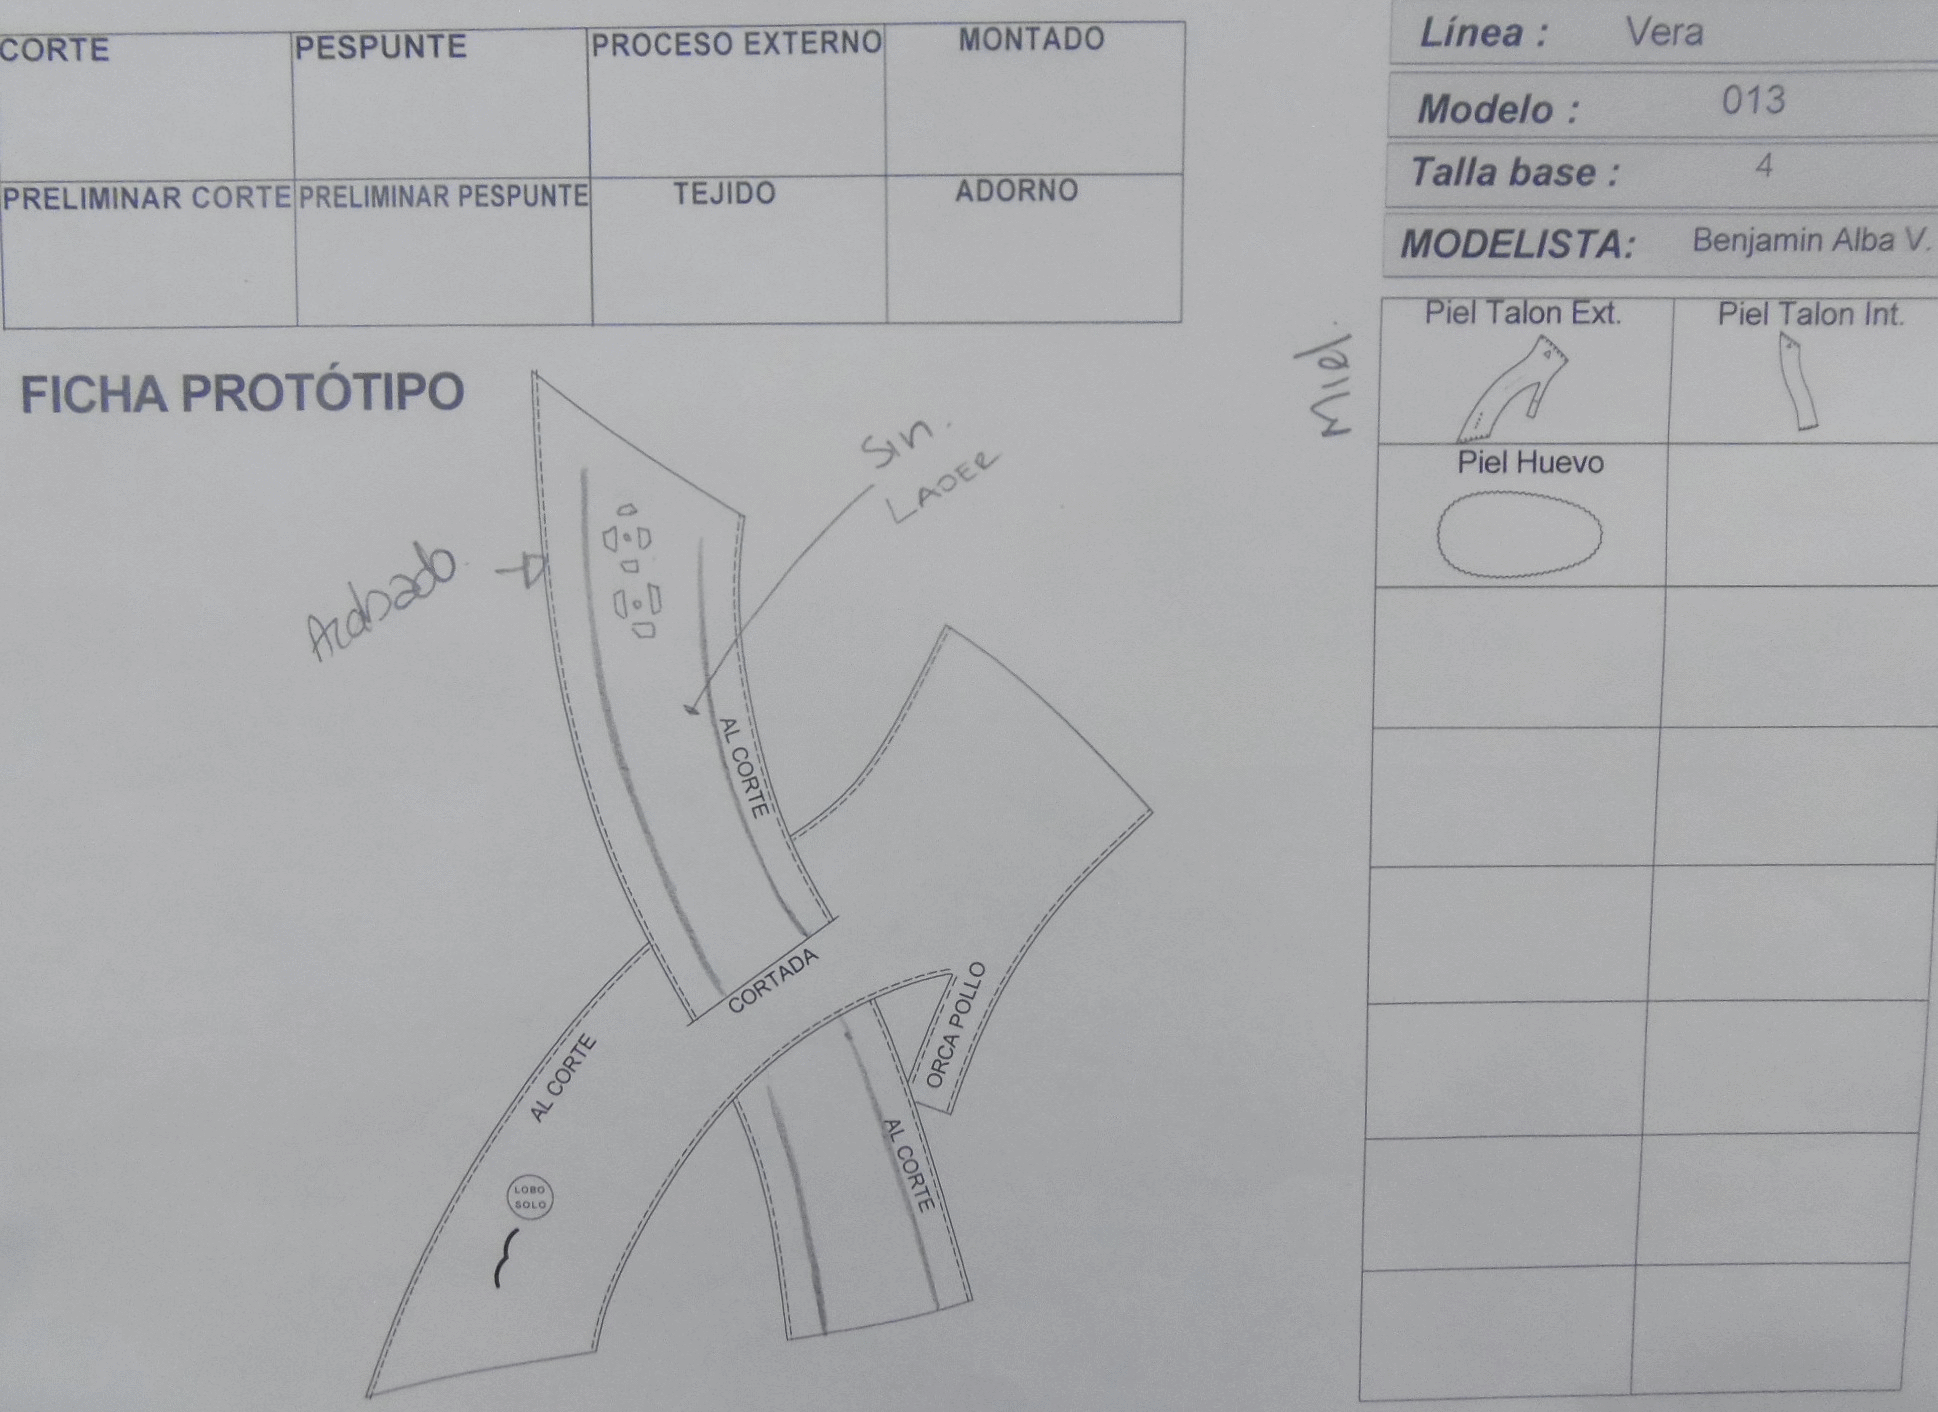 CORTE
PESPUNTE
PROCESO EXTERNO
MONTADO
PRELIMINAR CORTE
PRELIMINAR PESPUNTE
TEJIDO
ADORNO
Línea : Vera
Modelo : 013
Talla base : 4
MODELISTA: Benjamin Alba V.
FICHA PROTÓTIPO
Miel.
Piel Talon Ext.
Piel Talon Int.
Piel Huevo
Sin.
LADER
Acabado
AL CORTE
CORTADA
ORCA POLLO
AL CORTE
AL CORTE
LOBO
SOLO